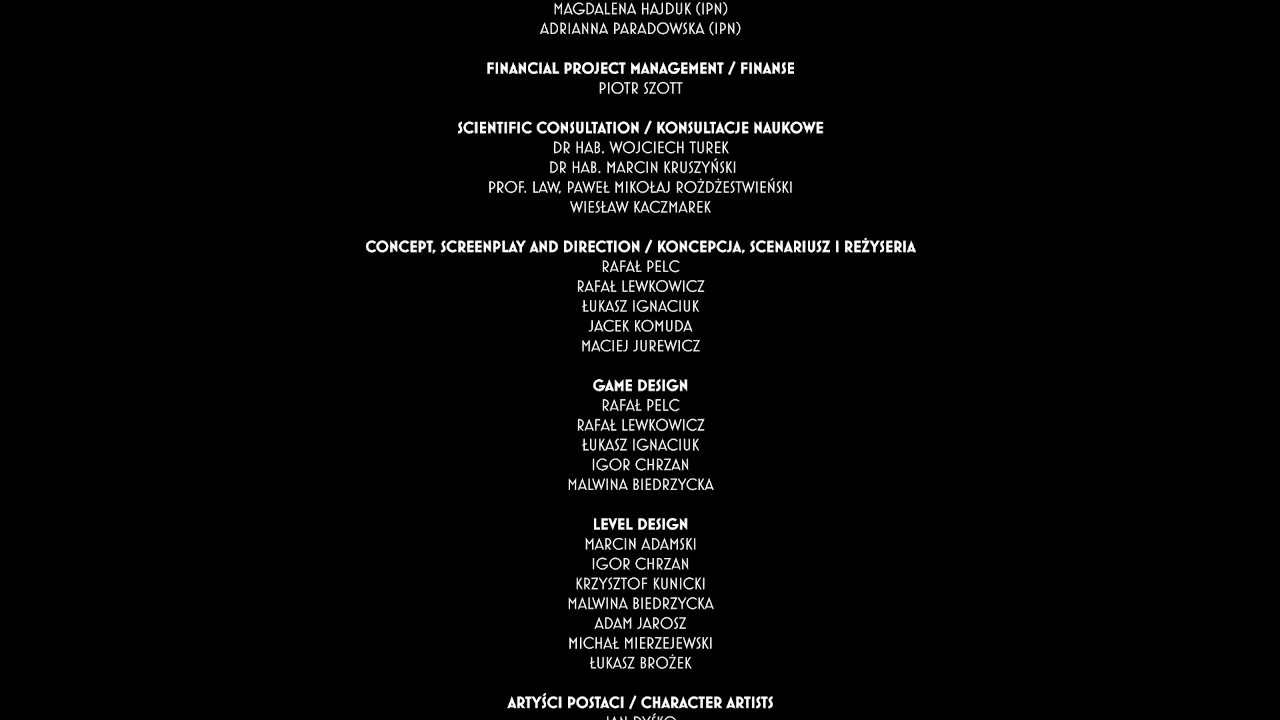 MAGDALENA HAJDUK (IPN)
ADRIANNA PARADOWSKA (IPN)
FINANCIAL PROJECT MANAGEMENT / FINANSE
PIOTR SZOTT
SCIENTIFIC CONSULTATION / KONSULTACJE NAUKOWE
DR HAB. WOJCIECH TUREK
DR HAB. MARCIN KRUSZYŃSKI
PROF. LAW, PAWEŁ MIKOŁAJ ROŻDŻESTWIEŃSKI
WIESŁAW KACZMAREK
CONCEPT, SCREENPLAY AND DIRECTION / KONCEPCJA, SCENARIUSZ I REŻYSERIA
RAFAŁ PELC
RAFAŁ LEWKOWICZ
ŁUKASZ IGNACIUK
JACEK KOMUDA
MACIEJ JUREWICZ
GAME DESIGN
RAFAŁ PELC
RAFAŁ LEWKOWICZ
ŁUKASZ IGNACIUK
IGOR CHRZAN
MALWINA BIEDRZYCKA
LEVEL DESIGN
MARCIN ADAMSKI
IGOR CHRZAN
KRZYSZTOF KUNICKI
MALWINA BIEDRZYCKA
ADAM JAROSZ
MICHAŁ MIERZEJEWSKI
ŁUKASZ BROŻEK
ARTYŚCI POSTACI / CHARACTER ARTISTS